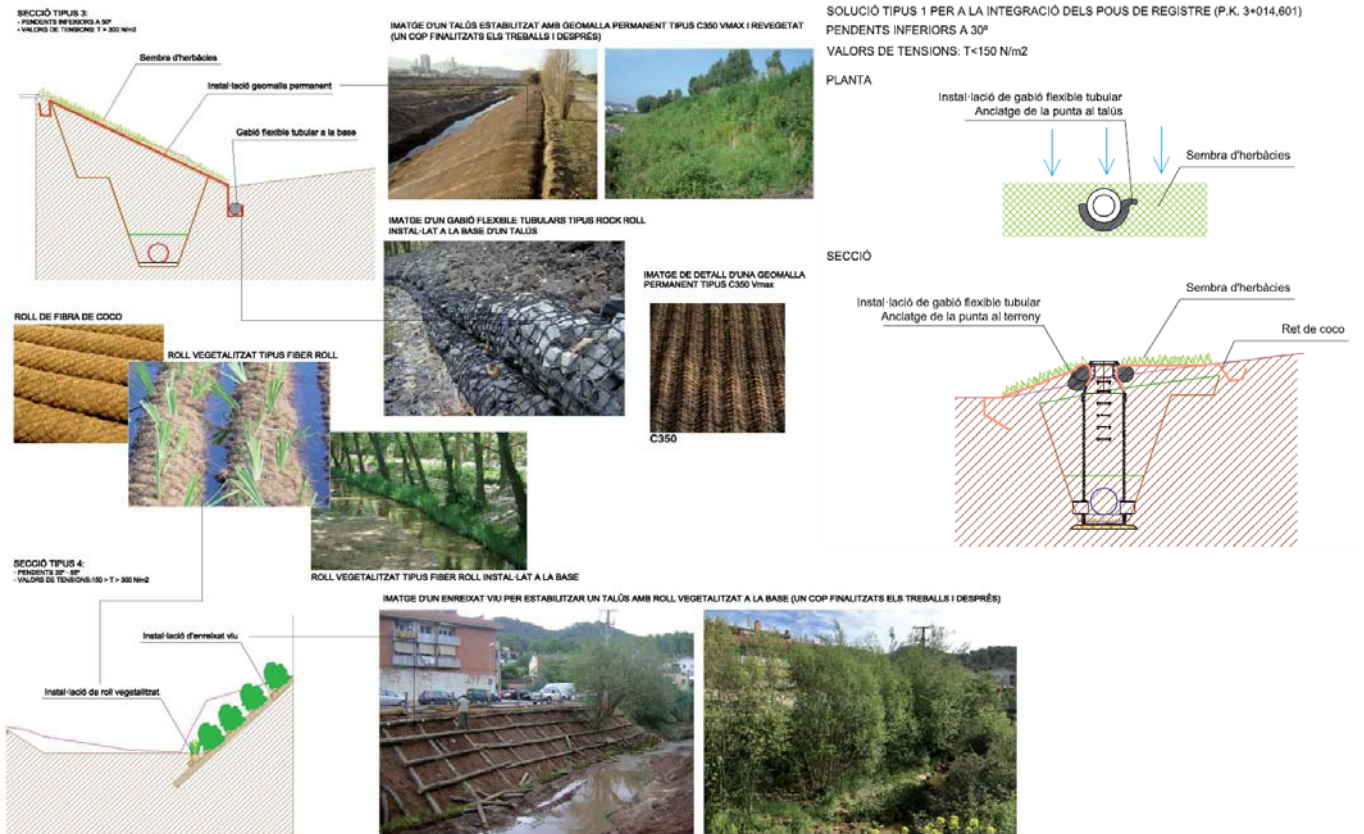 SECCIÓ TIPUS 3:
- PENDENTS INFERIORS A 50º
- VALORS DE TENSIONS: T > 300 N/m2
Sembra d'herbàcies
Instal·lació geomalla permanent
Gabió flexible tubular a la base
IMATGE D'UN TALÚS ESTABILITZAT AMB GEOMALLA PERMANENT TIPUS C350 VMAX I REVEGETAT
(UN COP FINALITZATS ELS TREBALLS I DESPRÉS)
IMATGE D'UN GABIÓ FLEXIBLE TUBULARS TIPUS ROCK ROLL
INSTAL·LAT A LA BASE D'UN TALÚS
IMATGE DE DETALL D'UNA GEOMALLA
PERMANENT TIPUS C350 Vmax
C350
ROLL DE FIBRA DE COCO
ROLL VEGETALITZAT TIPUS FIBER ROLL
ROLL VEGETALITZAT TIPUS FIBER ROLL INSTAL·LAT A LA BASE
SECCIÓ TIPUS 4:
- VALORS DE TENSIONS:150 > T > 300 N/m2
Instal·lació d'enreixat viu
Instal·lació de roll vegetalitzat
IMATGE D'UN ENREIXAT VIU PER ESTABILITZAR UN TALÚS AMB ROLL VEGETALITZAT A LA BASE (UN COP FINALITZATS ELS TREBALLS I DESPRÉS)
SOLUCIÓ TIPUS 1 PER A LA INTEGRACIÓ DELS POUS DE REGISTRE (P.K. 3+014,601)
PENDENTS INFERIORS A 30º
VALORS DE TENSIONS: T<150 N/m2
PLANTA
Instal·lació de gabió flexible tubular
Anclatge de la punta al talús
Sembra d'herbàcies
SECCIÓ
Instal·lació de gabió flexible tubular
Anclatge de la punta al terreny
Sembra d'herbàcies
Ret de coco